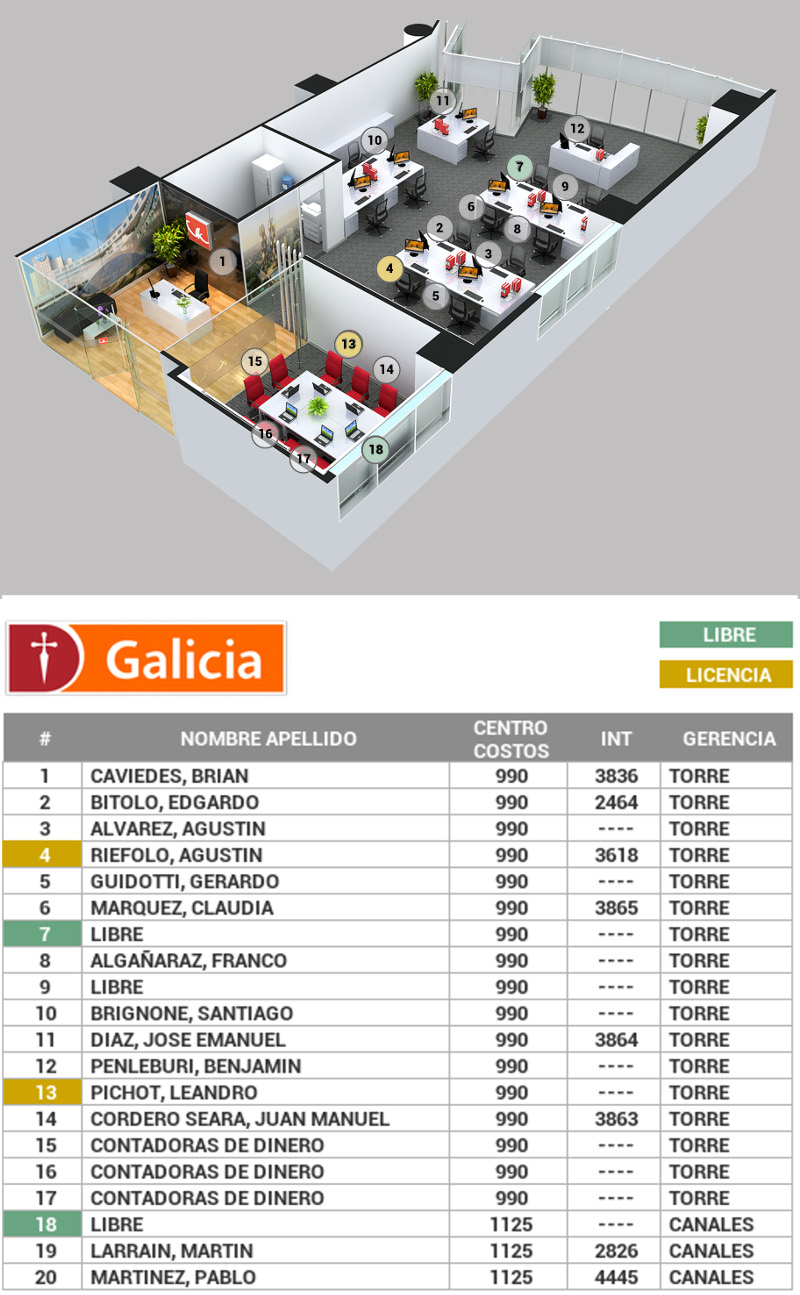 11
12
10
7
9
6
8
2
3
1
4
5
13
15
14
16
18
17
Galicia
LIBRE
LICENCIA
# NOMBRE APELLIDO CENTRO COSTOS INT GERENCIA
1 CAVIEDES, BRIAN 990 3836 TORRE
2 BITOLO, EDGARDO 990 2464 TORRE
3 ALVAREZ, AGUSTIN 990 ---- TORRE
4 RIEFOLO, AGUSTIN 990 3618 TORRE
5 GUIDOTTI, GERARDO 990 ---- TORRE
6 MARQUEZ, CLAUDIA 990 3865 TORRE
7 LIBRE 990 ---- TORRE
8 ALGAÑARAZ, FRANCO 990 ---- TORRE
9 LIBRE 990 ---- TORRE
10 BRIGNONE, SANTIAGO 990 ---- TORRE
11 DIAZ, JOSE EMANUEL 990 3864 TORRE
12 PENLEBURI, BENJAMIN 990 ---- TORRE
13 PICHOT, LEANDRO 990 ---- TORRE
14 CORDERO SEARA, JUAN MANUEL 990 3863 TORRE
15 CONTADORAS DE DINERO 990 ---- TORRE
16 CONTADORAS DE DINERO 990 ---- TORRE
17 CONTADORAS DE DINERO 990 ---- TORRE
18 LIBRE 1125 ---- CANALES
19 LARRAIN, MARTIN 1125 2826 CANALES
20 MARTINEZ, PABLO 1125 4445 CANALES